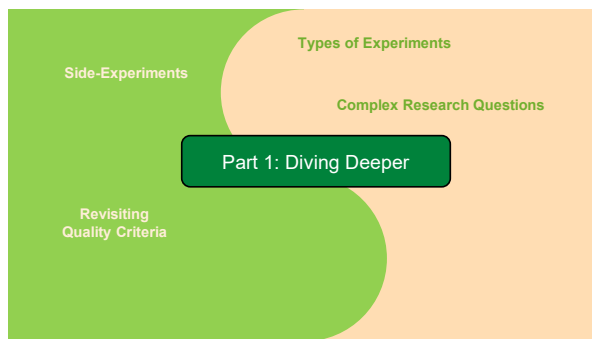 Types of Experiments
Side-Experiments
Complex Research Questions
Part 1: Diving Deeper
Revisiting
Quality Criteria